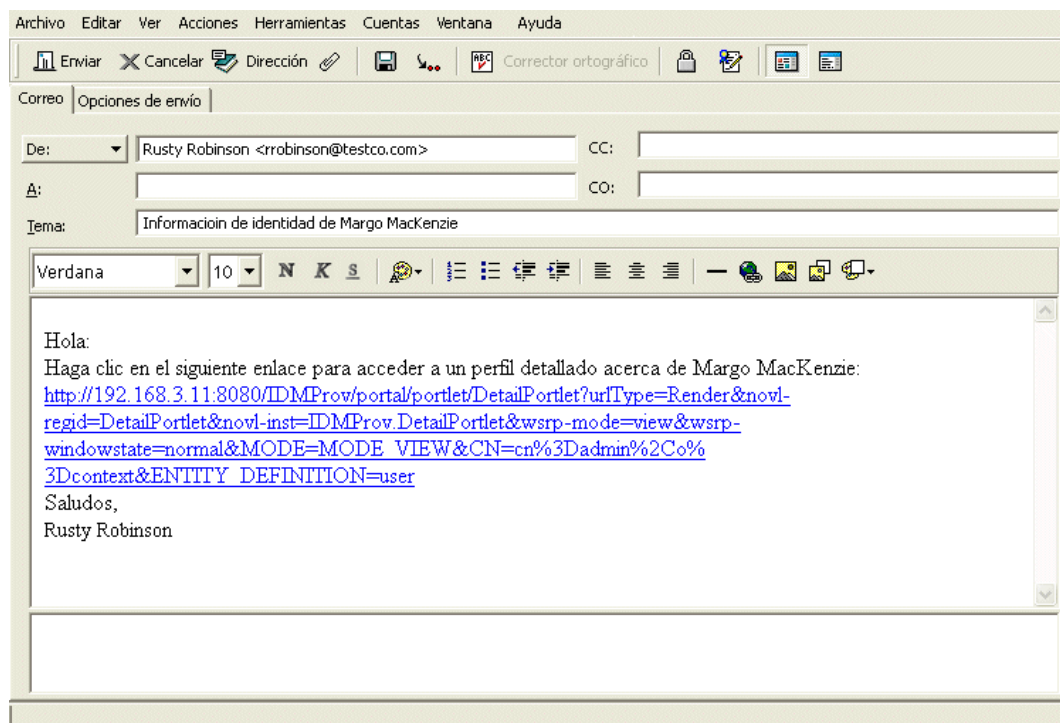 Archivo Editar Ver Acciones Herramientas Cuentas Ventana Ayuda
Enviar Cancelar Dirección ABC Corrector ortográfico
Correo Opciones de envío
De: Rusty Robinson <rrobinson@testco.com> CC:
A: CO:
Tema: Informacioin de identidad de Margo MacKenzie
Verdana 10 N K S
Hola:
Haga clic en el siguiente enlace para acceder a un perfil detallado acerca de Margo MacKenzie:
http://192.168.3.11:8080/IDMProv/portal/portlet/DetailPortlet?urlType=Render&novl-
regid=DetailPortlet&novl-inst=IDMProv.DetailPortlet&wsrp-mode=view&wsrp-
windowstate=normal&MODE=MODE_VIEW&CN=cn%3Dadmin%2Co%
3Dcontext&ENTITY_DEFINITION=user
Saludos,
Rusty Robinson